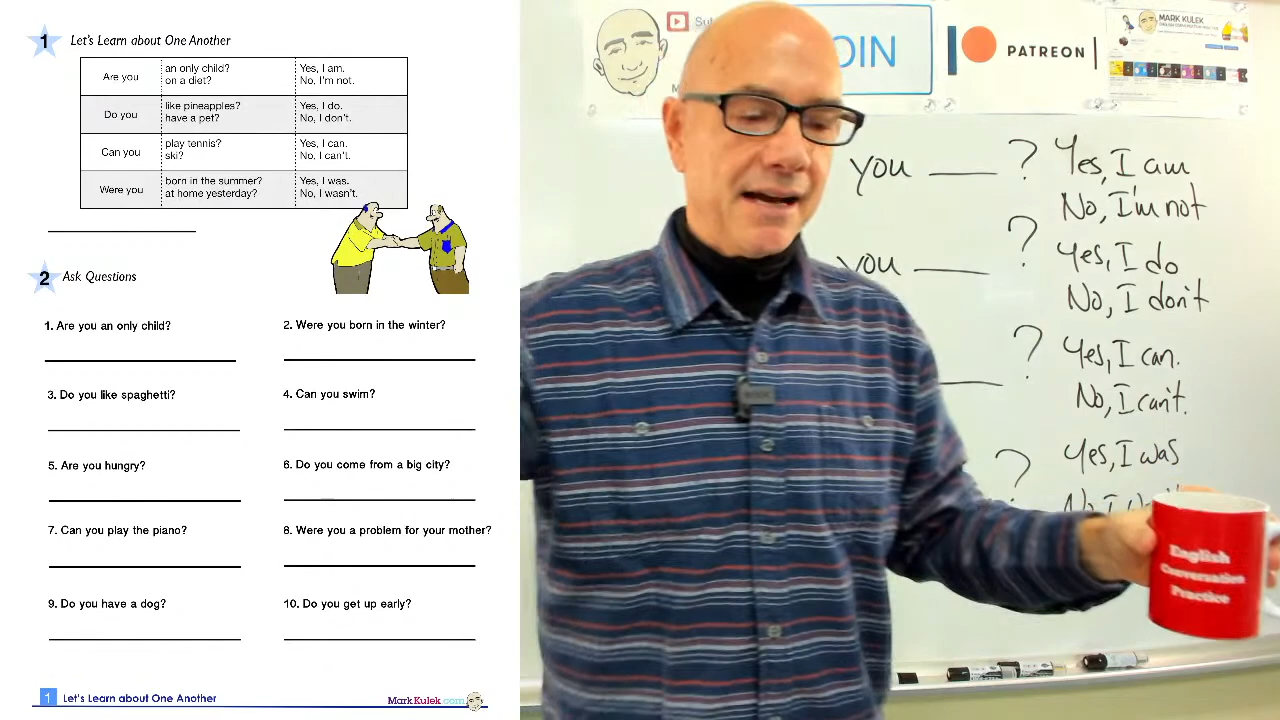 1 Let's Learn about One Another
Are you
an only child?
on a diet?
Yes, I am.
No, I'm not.
Do you
like pineapples?
have a pet?
Yes, I do.
No, I don't.
Can you
play tennis?
ski?
Yes, I can.
No, I can't.
Were you
born in the summer?
at home yesterday?
Yes, I was.
No, I wasn't.
2 Ask Questions
1. Are you an only child?
2. Were you born in the winter?
3. Do you like spaghetti?
4. Can you swim?
5. Are you hungry?
6. Do you come from a big city?
7. Can you play the piano?
8. Were you a problem for your mother?
9. Do you have a dog?
10. Do you get up early?
1 Let's Learn about One Another
MarkKulek.com
OIN
PATREON
MARK KULEK
you ____ ? Yes, I am
No, I'm not
you ____ ? Yes, I do
No, I don't
____ ? Yes, I can.
No, I can't.
? Yes, I was
No, I
English
Conversation
Practice